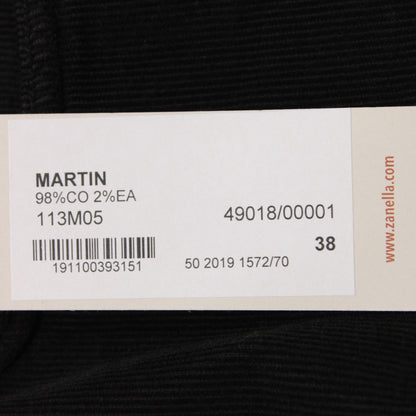 MARTIN
98%CO 2%EA
113M05
49018/00001
38
191100393151
50 2019 1572/70
www.zanella.com